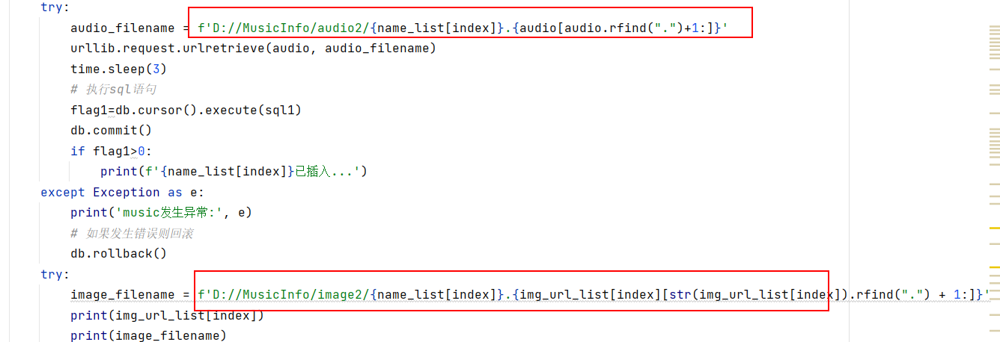 try:
audio_filename = f'D://MusicInfo/audio2/{name_list[index]}.{audio[audio.rfind(".")+1:]}'
urllib.request.urlretrieve(audio, audio_filename)
time.sleep(3)
# 执行sql语句
flag1=db.cursor().execute(sql1)
db.commit()
if flag1>0:
print(f'{name_list[index]}已插入...')
except Exception as e:
print('music发生异常:', e)
# 如果发生错误则回滚
db.rollback()
try:
image_filename = f'D://MusicInfo/image2/{name_list[index]}.{img_url_list[index][str(img_url_list[index]).rfind(".") + 1:]}'
print(img_url_list[index])
print(image_filename)